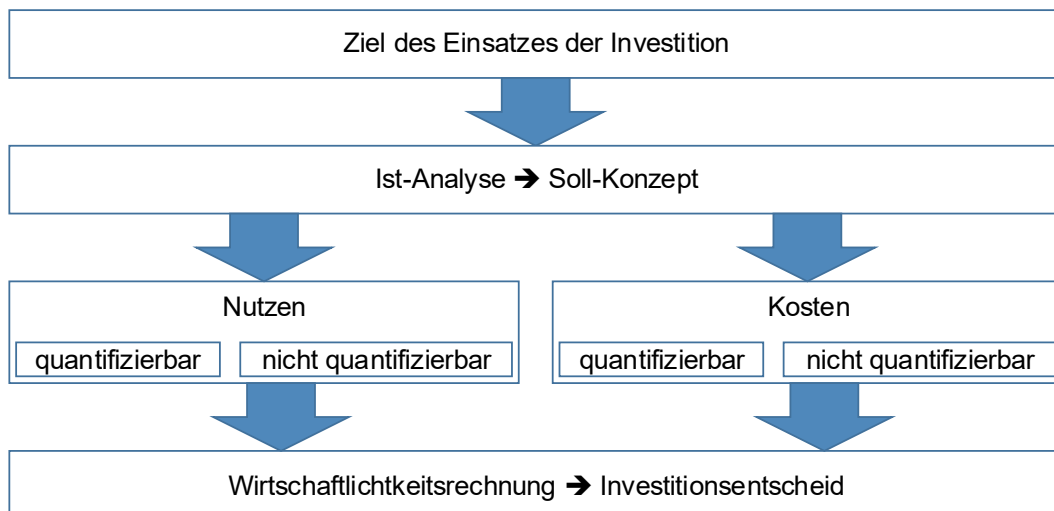 Ziel des Einsatzes der Investition
Ist-Analyse ➔ Soll-Konzept
Nutzen
quantifizierbar
nicht quantifizierbar
Kosten
quantifizierbar
nicht quantifizierbar
Wirtschaftlichtkeitsrechnung ➔ Investitionsentscheid